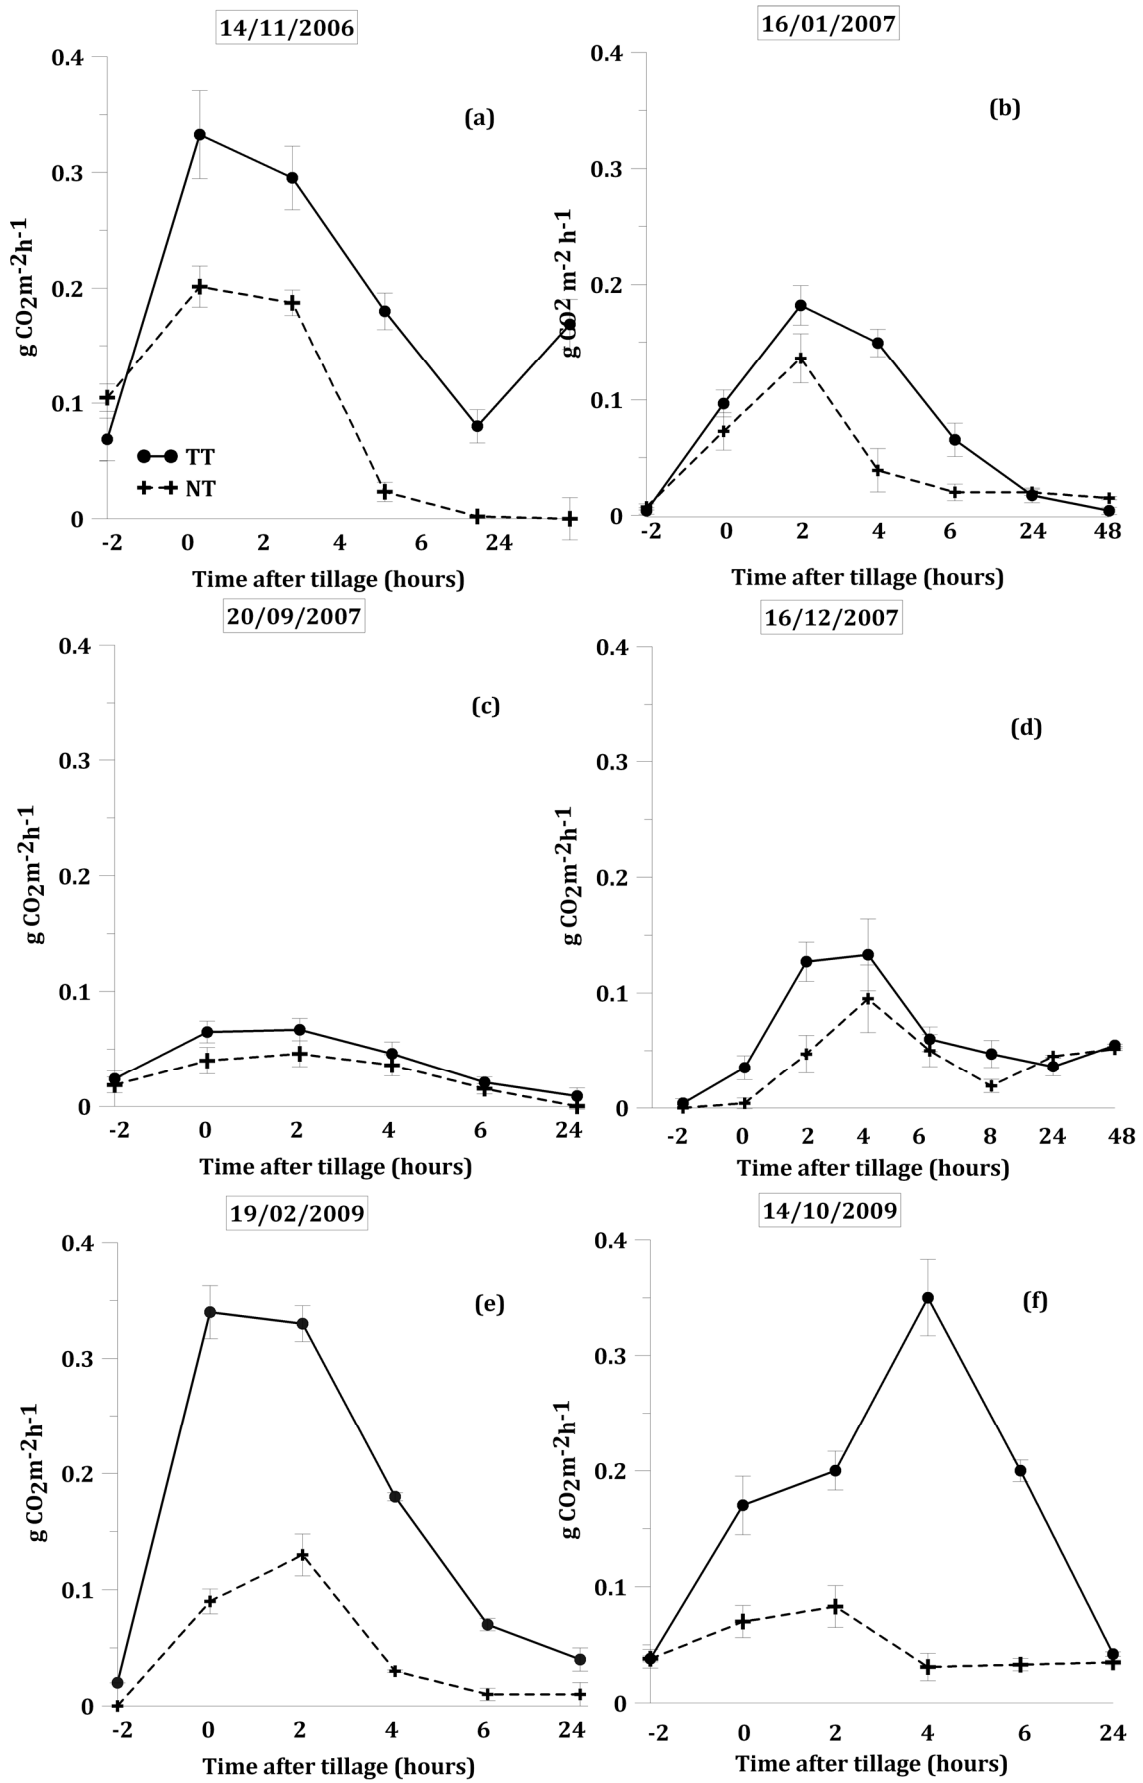 14/11/2006
0.4
0.3
0.2
0.1
0
g CO2m-2h-1
(a)
TT
NT
-2 0 2 4 6 24
Time after tillage (hours)
16/01/2007
0.4
0.3
0.2
0.1
0
g CO2 m-2 h-1
(b)
-2 0 2 4 6 24 48
Time after tillage (hours)
20/09/2007
0.4
0.3
0.2
0.1
0
g CO2m-2h-1
(c)
-2 0 2 4 6 24
Time after tillage (hours)
16/12/2007
0.4
0.3
0.2
0.1
0
g CO2m-2h-1
(d)
-2 0 2 4 6 8 24 48
Time after tillage (hours)
19/02/2009
0.4
0.3
0.2
0.1
0
g CO2m-2h-1
(e)
-2 0 2 4 6 24
Time after tillage (hours)
14/10/2009
0.4
0.3
0.2
0.1
0
g CO2m-2h-1
(f)
-2 0 2 4 6 24
Time after tillage (hours)